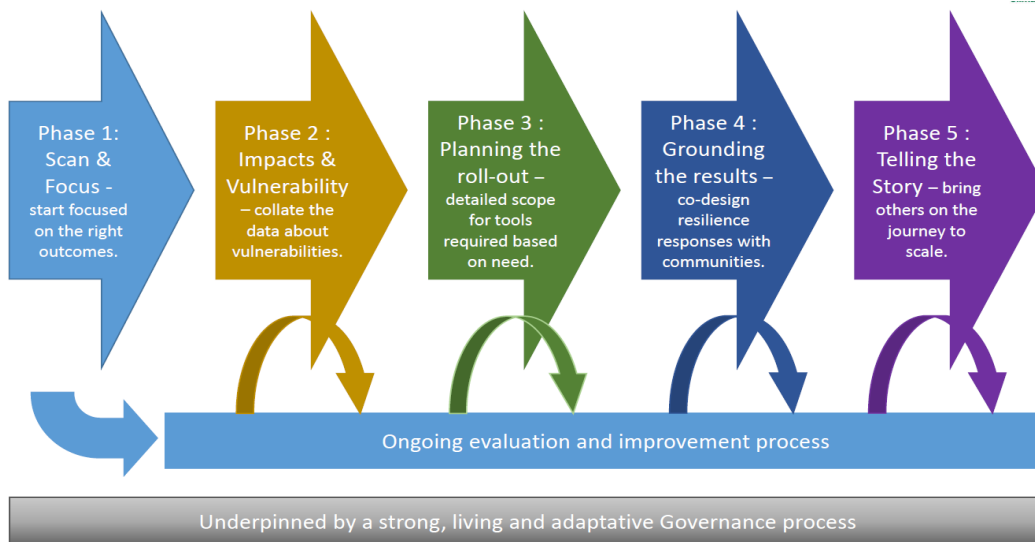 Phase 1:
Scan &
Focus -
start focused
on the right
outcomes.
Phase 2 :
Impacts &
Vulnerability
– collate the
data about
vulnerabilities.
Phase 3 :
Planning the
roll-out –
detailed scope
for tools
required based
on need.
Phase 4 :
Grounding
the results –
co-design
resilience
responses with
communities.
Phase 5 :
Telling the
Story – bring
others on the
journey to
scale.
Ongoing evaluation and improvement process
Underpinned by a strong, living and adaptative Governance process